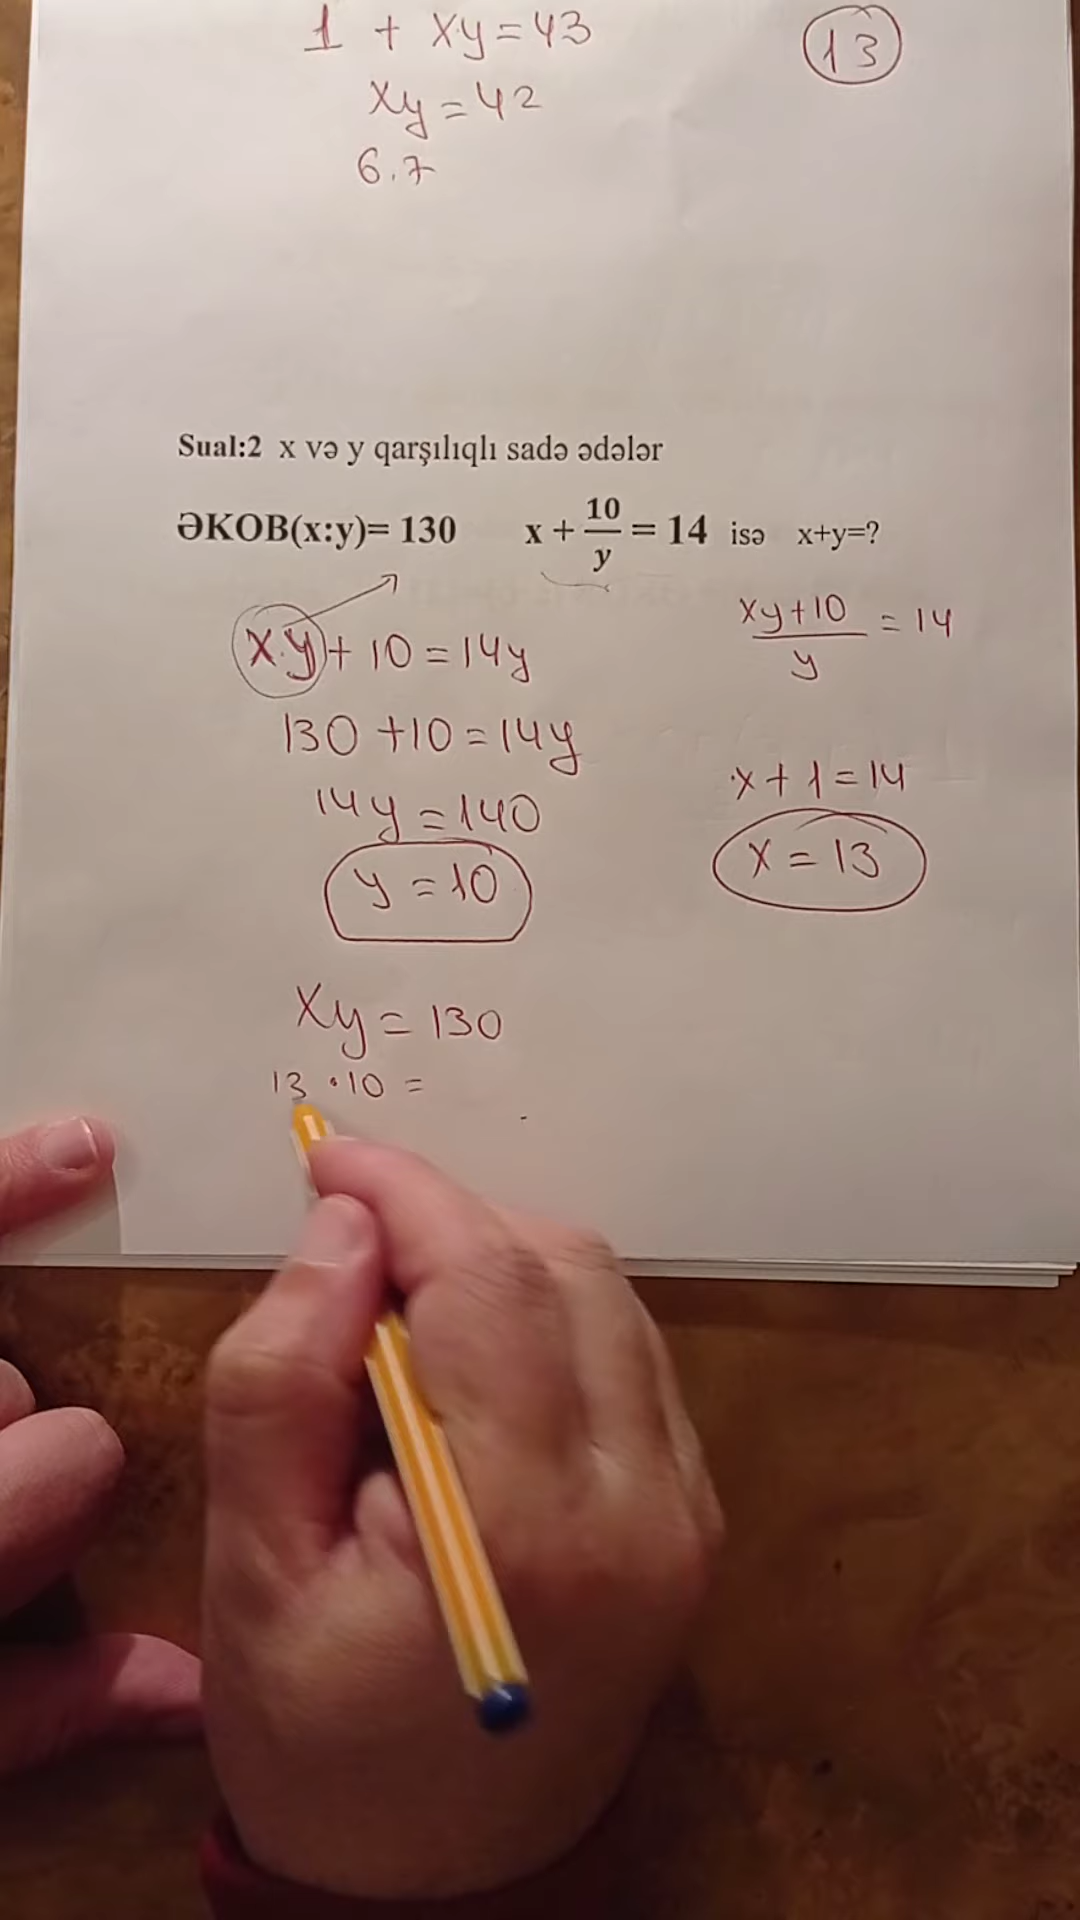 1 + x·y = 43
13
xy = 42
6.7
Sual:2 x və y qarşılıqlı sadə ədələr
ƏKOB(x:y)= 130 x + 10/y = 14 isə x+y=?
x·y + 10 = 14y
xy+10/y = 14
130 + 10 = 14y
x + 1 = 14
14y = 140
x = 13
y = 10
xy = 130
13 · 10 =